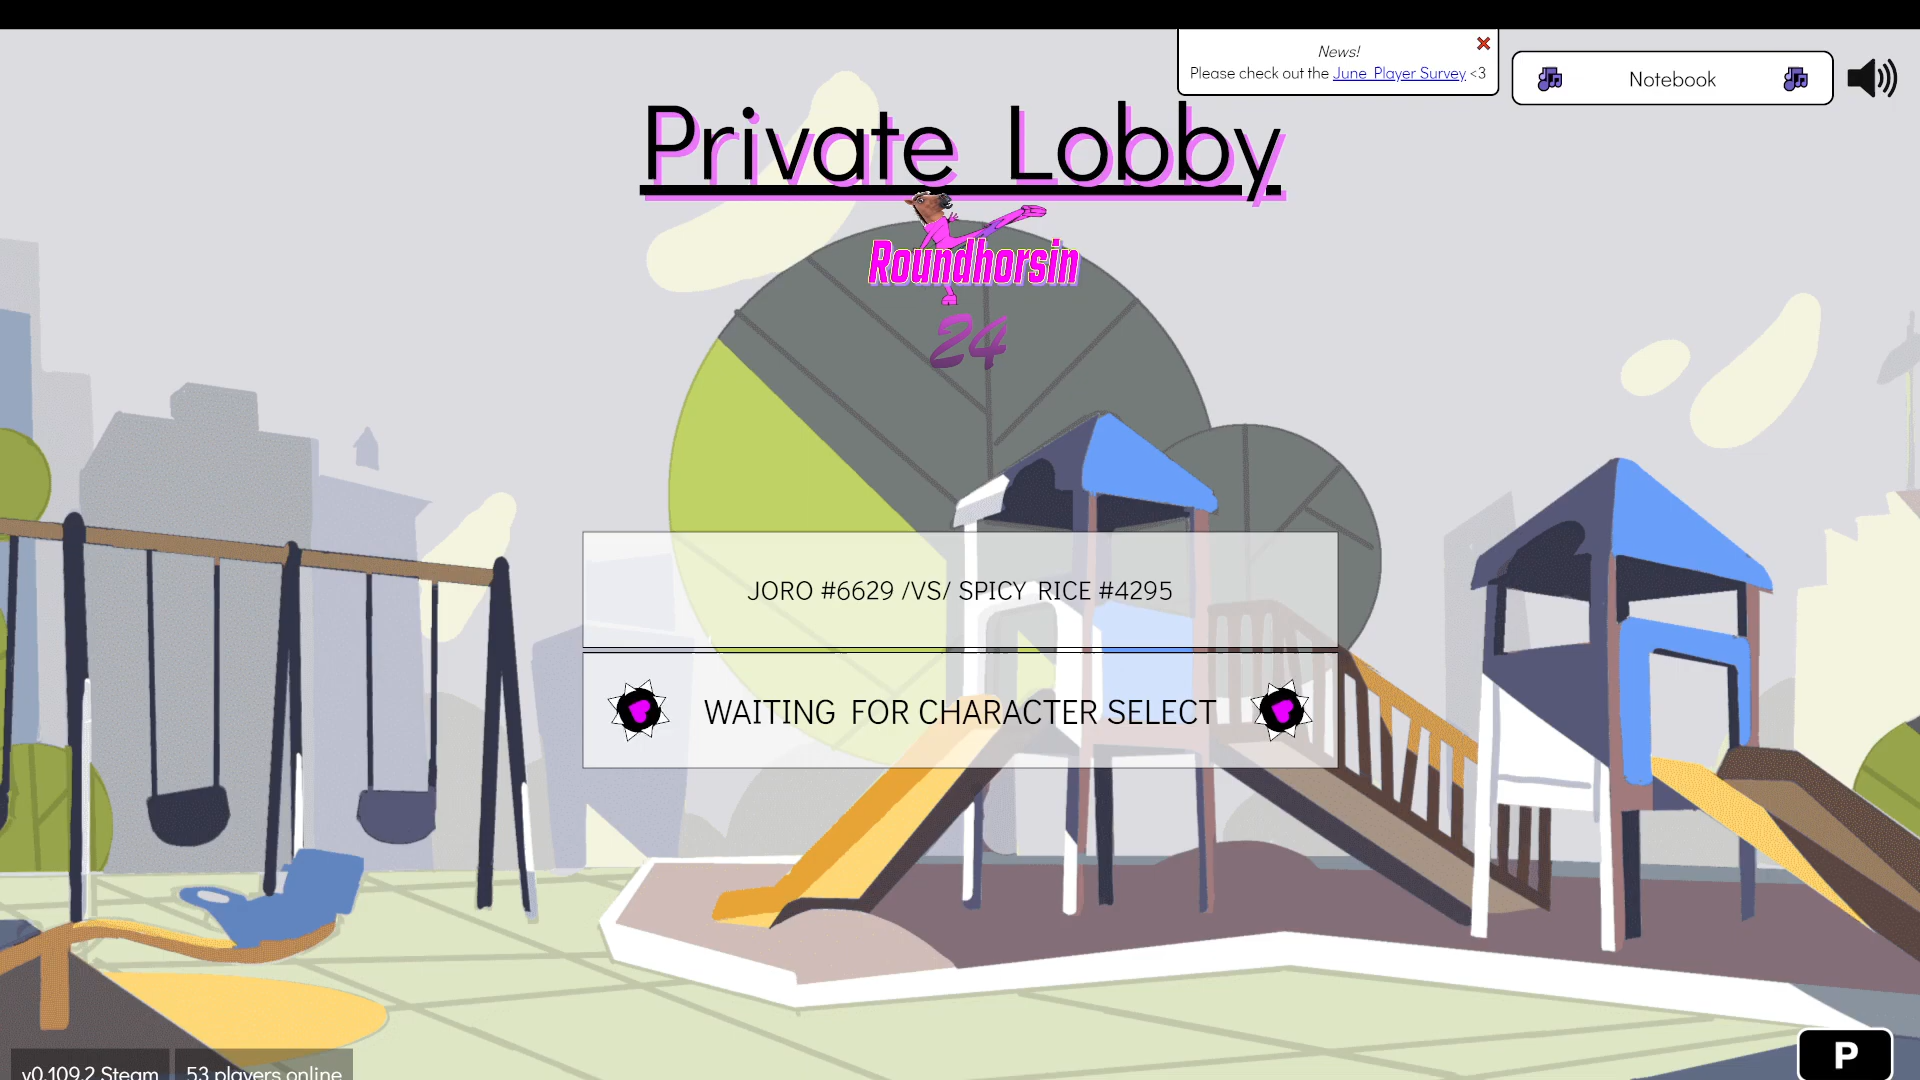 News!
Please check out the June Player Survey <3
Notebook
Private Lobby
Roundhorsin
24
JORO #6629 /VS/ SPICY RICE #4295
WAITING FOR CHARACTER SELECT
v0.109.2 Steam
53 players online
P